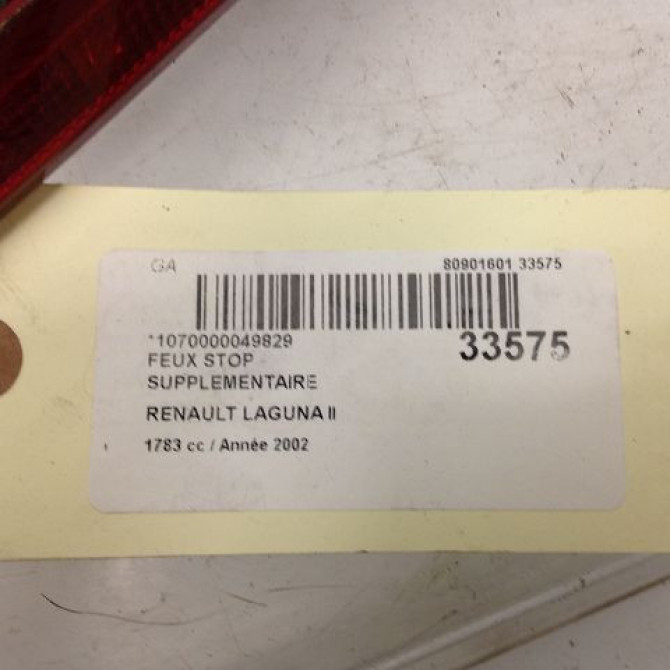 GA 80901601 33575
*1070000049829 33575
FEUX STOP
SUPPLEMENTAIRE
RENAULT LAGUNA II
1783 cc / Année 2002